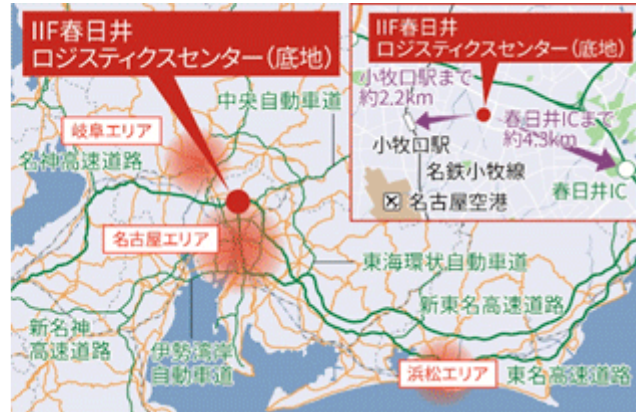 IIF春日井
ロジスティクスセンター(底地)
中央自動車道
岐阜エリア
名神高速道路
名古屋エリア
東海環状自動車道
新東名高速道路
新名神
高速道路
伊勢湾岸
自動車道
浜松エリア
東名高速道路
IIF春日井
ロジスティクスセンター(底地)
小牧口駅まで
約2.2km
春日井ICまで
約4.3km
小牧口駅
名鉄小牧線
春日井IC
名古屋空港